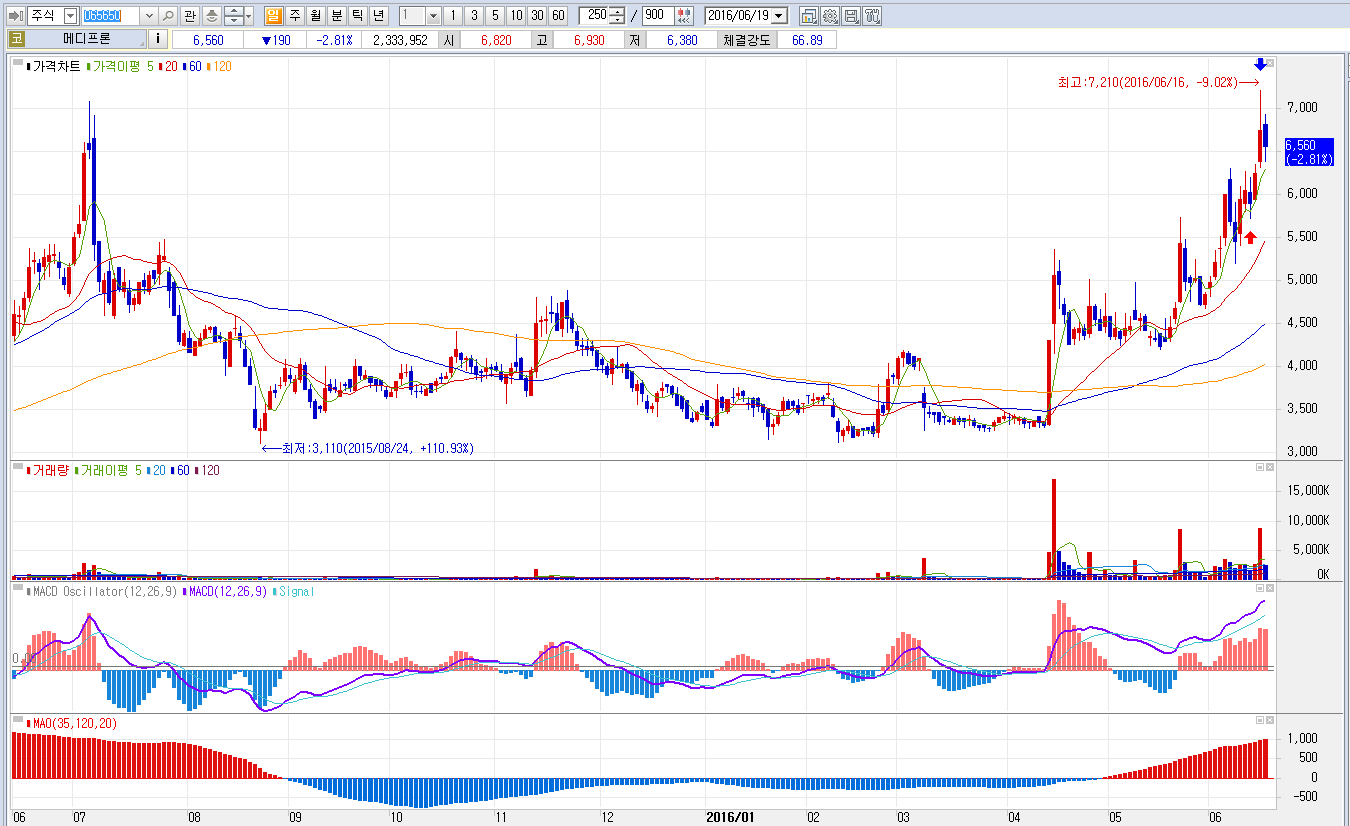 주식 065650 관 일 주 월 분 틱 년 1 1 3 5 10 30 60 250 / 900 2016/06/19
코 메디프론 i 6,560 ▼190 -2.81% 2,333,952 시 6,820 고 6,930 저 6,380 체결강도 66.89
가격차트 가격이평 5 20 60 120
최고:7,210(2016/06/16, -9.02%)
7,000
6,560
(-2.81%)
6,000
5,500
5,000
4,500
4,000
3,500
최저:3,110(2015/08/24, +110.93%)
3,000
거래량 거래이평 5 20 60 120
15,000K
10,000K
5,000K
0K
MACD Oscillator(12,26,9) MACD(12,26,9) Signal
MAO(35,120,20)
1,000
500
0
-500
06 07 08 09 10 11 12 2016/01 02 03 04 05 06